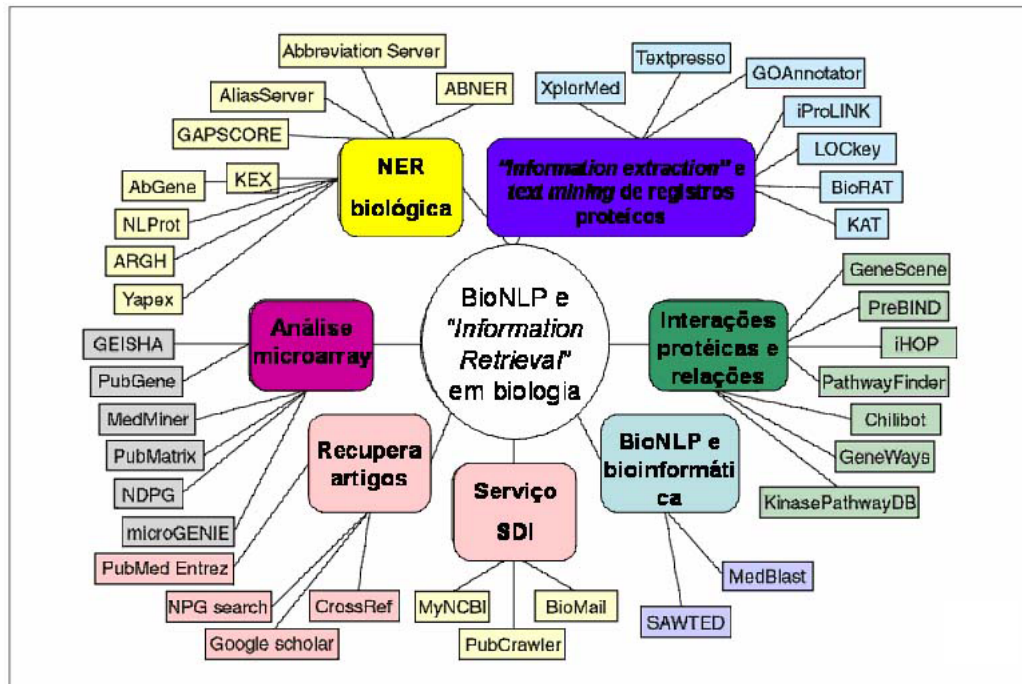 Abbreviation Server
AliasServer
ABNER
GAPSCORE
AbGene
KEX
NLProt
ARGH
Yapex
NER
biológica
Textpresso
XplorMed
GOAnnotator
iProLINK
LOCkey
BioRAT
KAT
"Information extraction" e
text mining de registros
proteícos
BioNLP e
"Information
Retrieval"
em biologia
Análise
microarray
GEISHA
PubGene
MedMiner
PubMatrix
NDPG
microGENIE
Interações
protéicas e
relações
GeneScene
PreBIND
iHOP
PathwayFinder
Chilibot
GeneWays
KinasePathwayDB
Recupera
artigos
PubMed Entrez
NPG search
Google scholar
CrossRef
Serviço
SDI
MyNCBI
PubCrawler
BioMail
BioNLP e
bioinformáti
ca
MedBlast
SAWTED